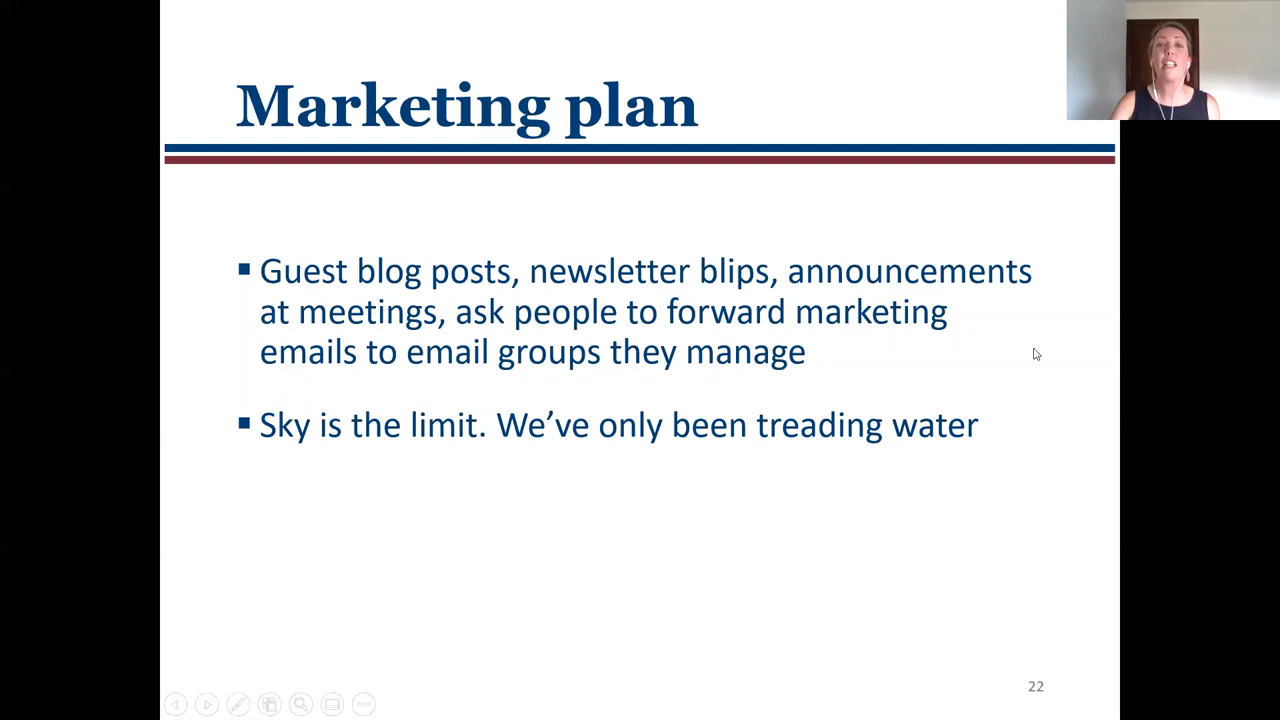 Marketing plan
▪ Guest blog posts, newsletter blips, announcements
at meetings, ask people to forward marketing
emails to email groups they manage
▪ Sky is the limit. We’ve only been treading water
22